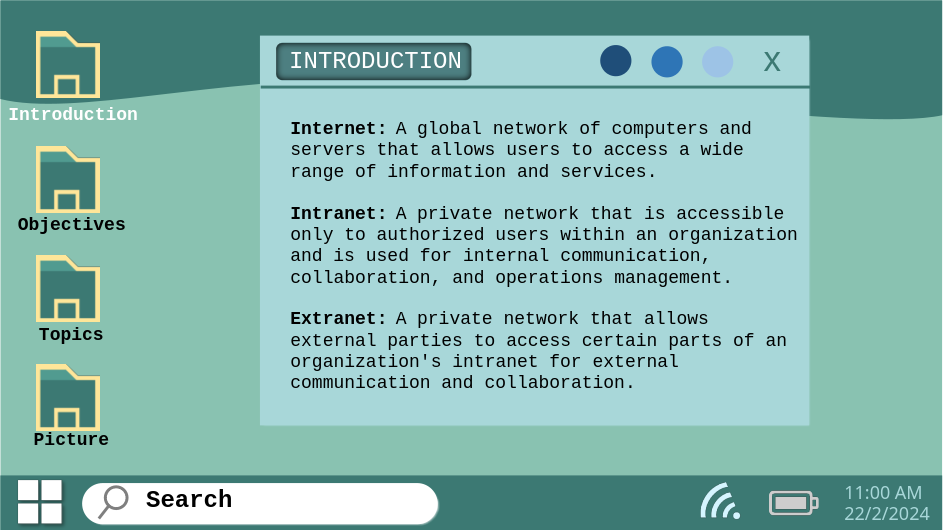 Introduction
Objectives
Topics
Picture
INTRODUCTION
X
Internet: A global network of computers and
servers that allows users to access a wide
range of information and services.
Intranet: A private network that is accessible
only to authorized users within an organization
and is used for internal communication,
collaboration, and operations management.
Extranet: A private network that allows
external parties to access certain parts of an
organization's intranet for external
communication and collaboration.
Search
11:00 AM
22/2/2024